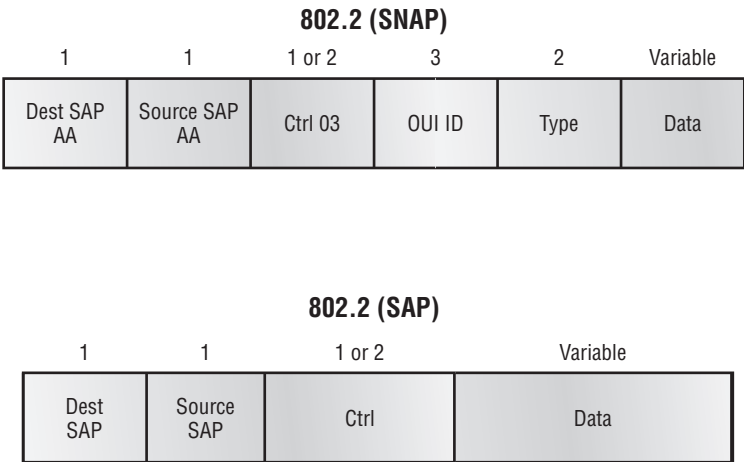 802.2 (SNAP)
1 1 1 or 2 3 2 Variable
Dest SAP AA
Source SAP AA
Ctrl 03
OUI ID
Type
Data
802.2 (SAP)
1 1 1 or 2 Variable
Dest SAP
Source SAP
Ctrl
Data